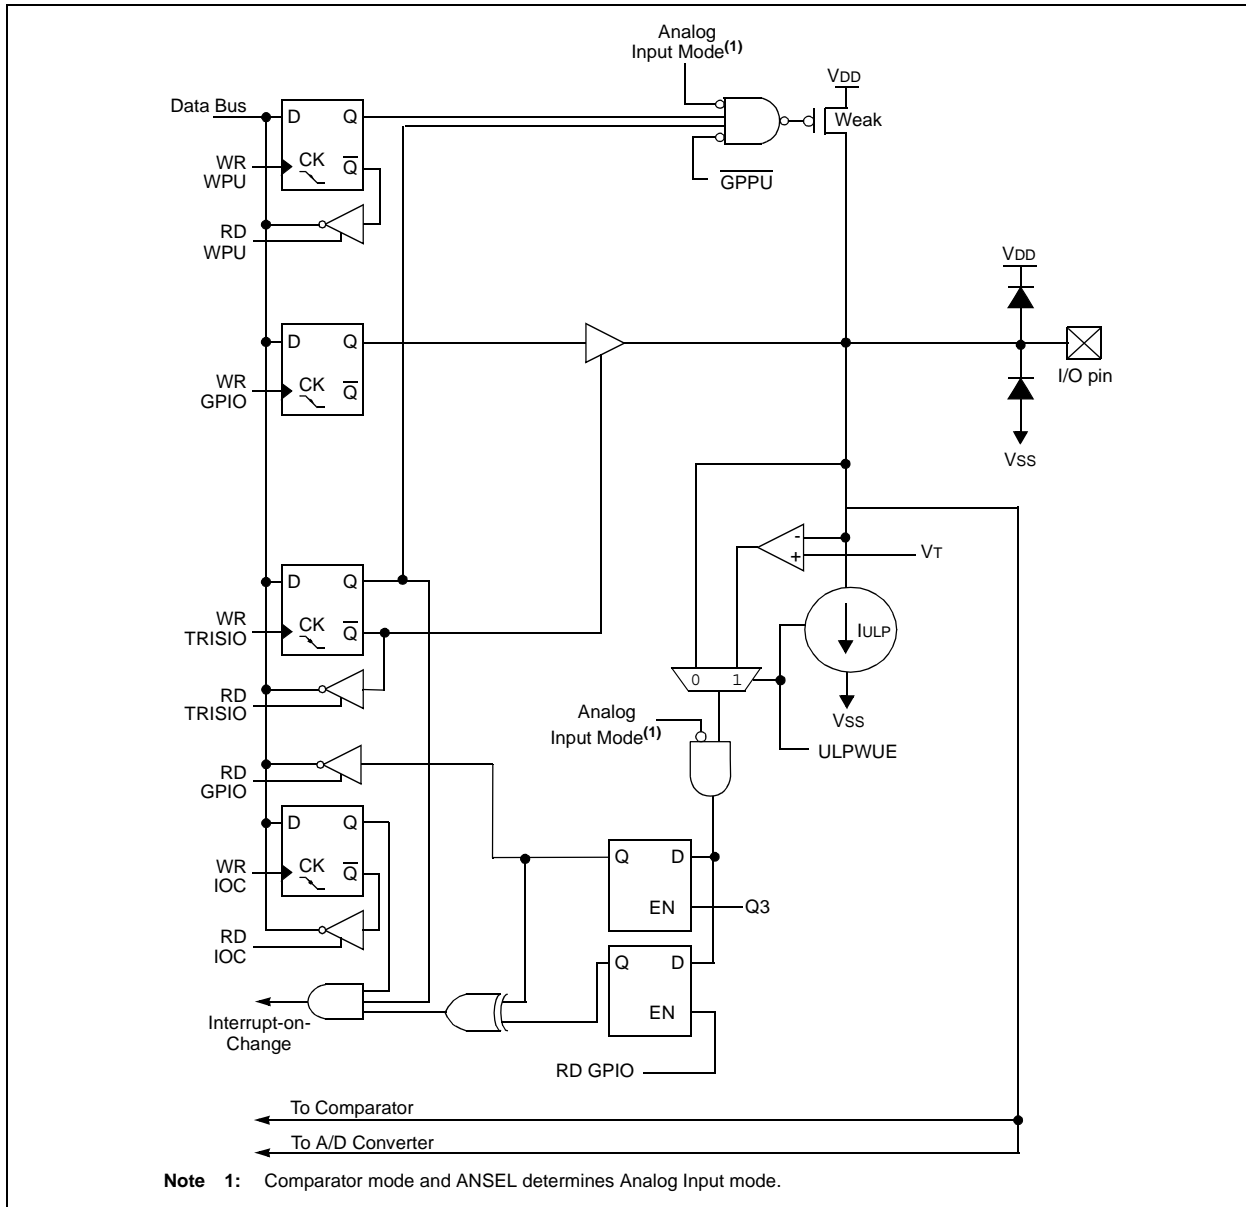 Analog
Input Mode(1)
VDD
Data Bus
D Q
Weak
WR
WPU
CK Q
GPPU
RD
WPU
VDD
D Q
I/O pin
WR
GPIO
CK Q
VSS
-
+
VT
D Q
WR
TRISIO
CK Q
IULP
0 1
RD
TRISIO
VSS
Analog
Input Mode(1)
ULPWUE
RD
GPIO
D Q
Q D
WR
IOC
CK Q
EN
Q3
RD
IOC
Q D
EN
Interrupt-on-
Change
RD GPIO
To Comparator
To A/D Converter
Note 1: Comparator mode and ANSEL determines Analog Input mode.